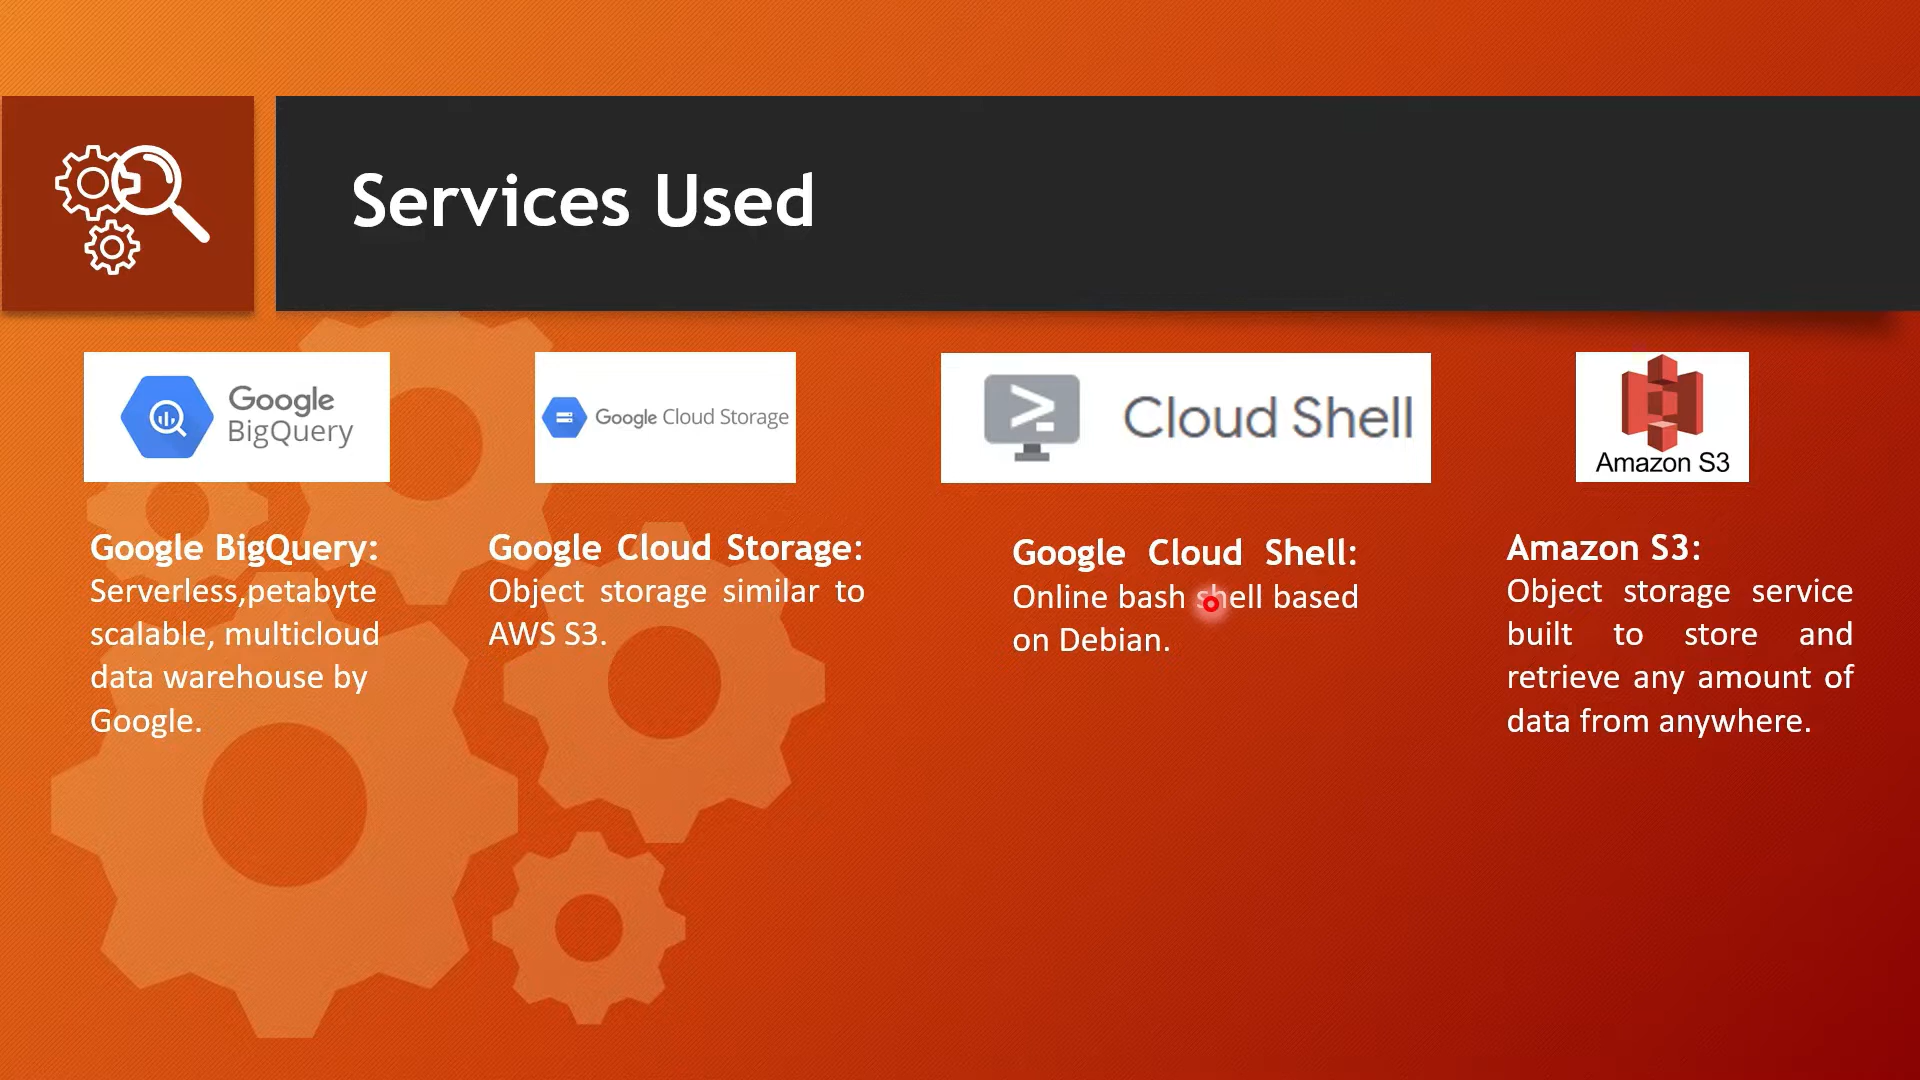 Services Used
Google
BigQuery
Google Cloud Storage
Cloud Shell
Amazon S3
Google BigQuery:
Serverless,petabyte
scalable, multicloud
data warehouse by
Google.
Google Cloud Storage:
Object storage similar to
AWS S3.
Google Cloud Shell:
Online bash shell based
on Debian.
Amazon S3:
Object storage service
built to store and
retrieve any amount of
data from anywhere.